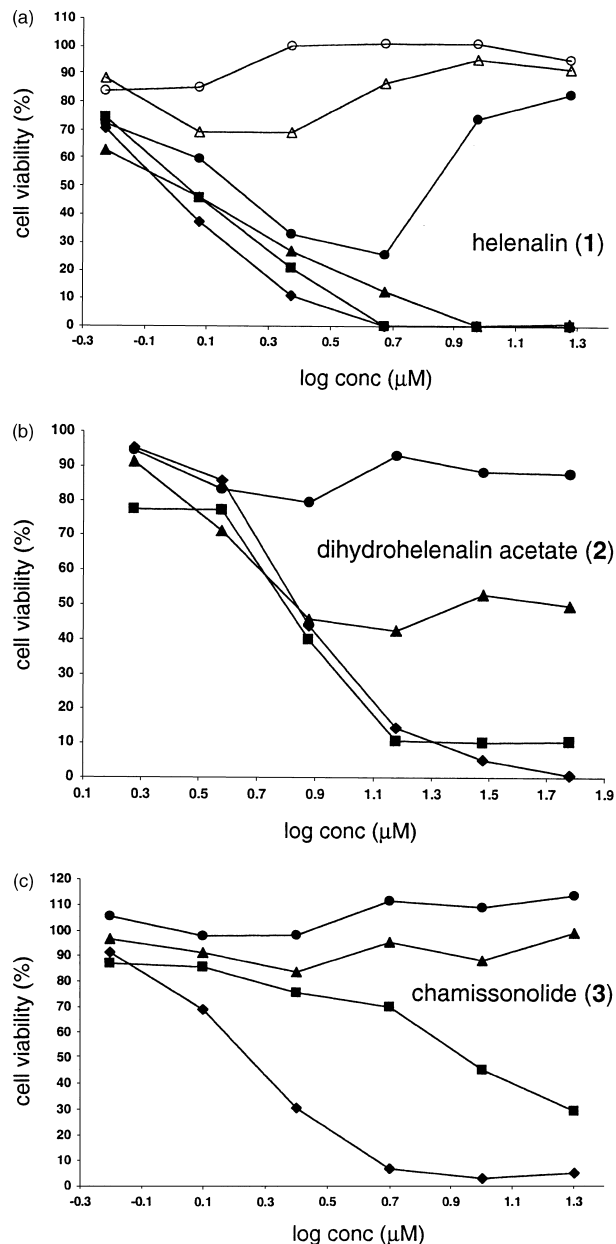 (a)
110
100
90
80
70
60
50
40
30
20
10
0
cell viability (%)
helenalin (1)
-0.3 0.1 0.3 0.5 0.7 0.9 1.1 1.3
log conc (μM)
(b)
100
90
80
70
60
50
40
30
20
10
0
cell viability (%)
dihydrohelenalin acetate (2)
0.1 0.3 0.5 0.7 0.9 1.1 1.3 1.5 1.7 1.9
log conc (μM)
(c)
120
110
100
90
80
70
60
50
40
30
20
10
0
cell viability (%)
chamissonolide (3)
-0.3 -0.1 0.1 0.3 0.5 0.7 0.9 1.1 1.3
log conc (μM)